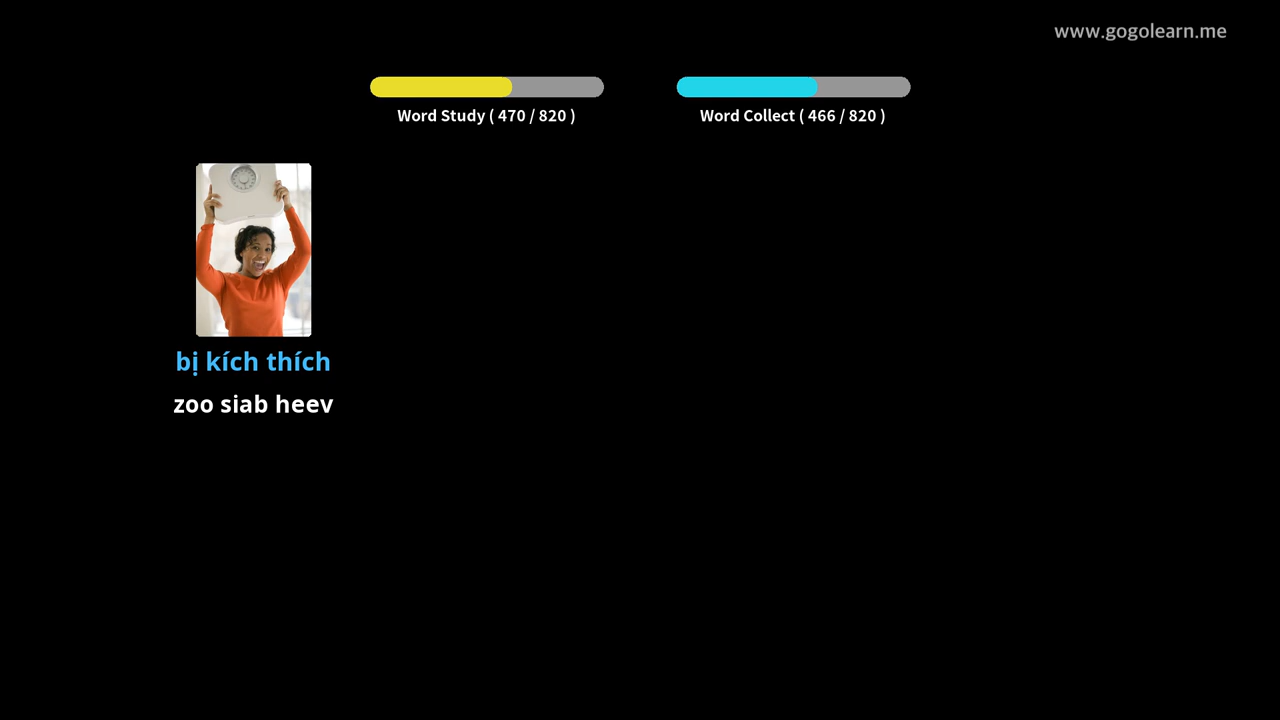 www.gogolearn.me
Word Study ( 470 / 820 )
Word Collect ( 466 / 820 )
bị kích thích
zoo siab heev